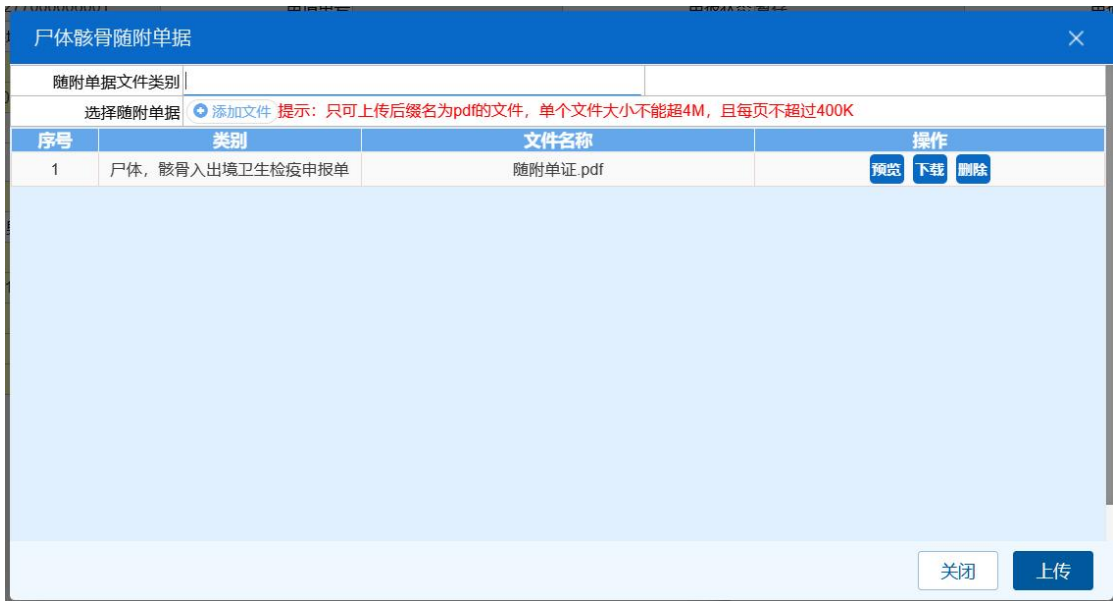 尸体骸骨随附单据
随附单据文件类别
选择随附单据 添加文件 提示：只可上传后缀名为pdf的文件，单个文件大小不能超4M，且每页不超过400K
序号 类别 文件名称 操作
1 尸体，骸骨入出境卫生检疫申报单 随附单证.pdf 预览 下载 删除
关闭 上传